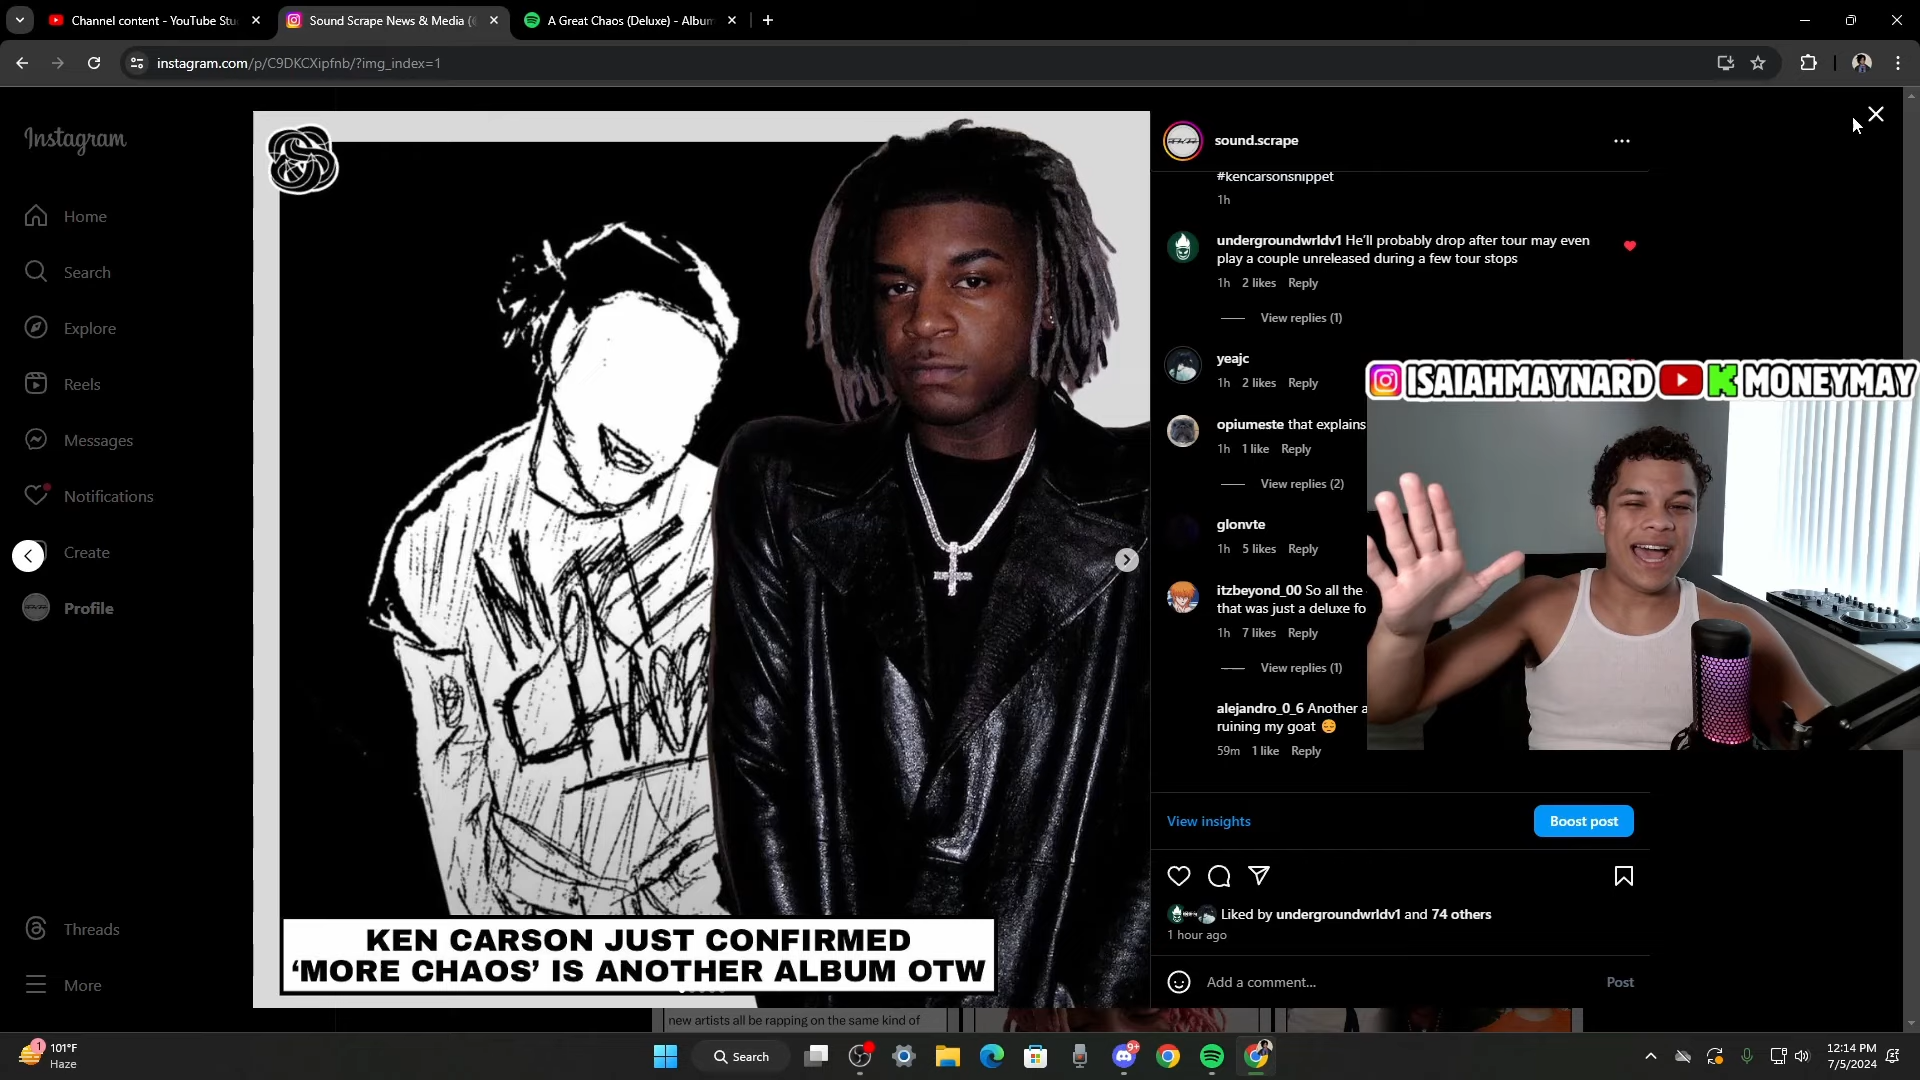 Channel content - YouTube Stu
Sound Scrape News & Media (
A Great Chaos (Deluxe) - Album
instagram.com/p/C9DKCXipfnb/?img_index=1
Instagram
Home
Search
Explore
Reels
Messages
Notifications
Create
Profile
Threads
More
MORE
CHAOS
KEN CARSON JUST CONFIRMED
‘MORE CHAOS’ IS ANOTHER ALBUM OTW
sound.scrape
#kencarsonsnippet
1h
undergroundwrldv1 He'll probably drop after tour may even
play a couple unreleased during a few tour stops
1h 2 likes Reply
View replies (1)
yeajc
1h 2 likes Reply
opiumeste that explains
1h 1 like Reply
View replies (2)
glonvte
1h 5 likes Reply
itzbeyond_00 So all the
that was just a deluxe fo
1h 7 likes Reply
View replies (1)
alejandro_0_6 Another a
ruining my goat
59m 1 like Reply
ISAIAHMAYNARD K MONEYMAY
View insights
Boost post
Liked by undergroundwrldv1 and 74 others
1 hour ago
Add a comment...
Post
new artists all be rapping on the same kind of
1
101°F
Haze
Search
9+
12:14 PM
7/5/2024